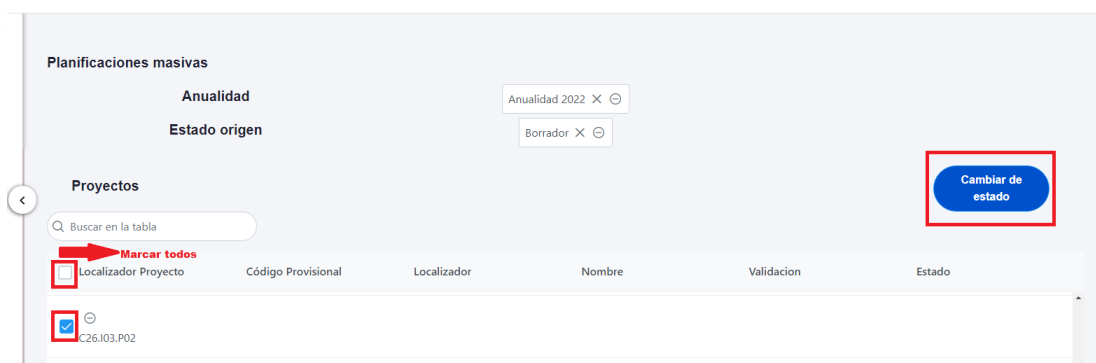 Planificaciones masivas
Anualidad
Anualidad 2022
Estado origen
Borrador
Proyectos
Cambiar de
estado
Buscar en la tabla
Marcar todos
Localizador Proyecto Código Provisional Localizador Nombre Validacion Estado
C26.I03.P02